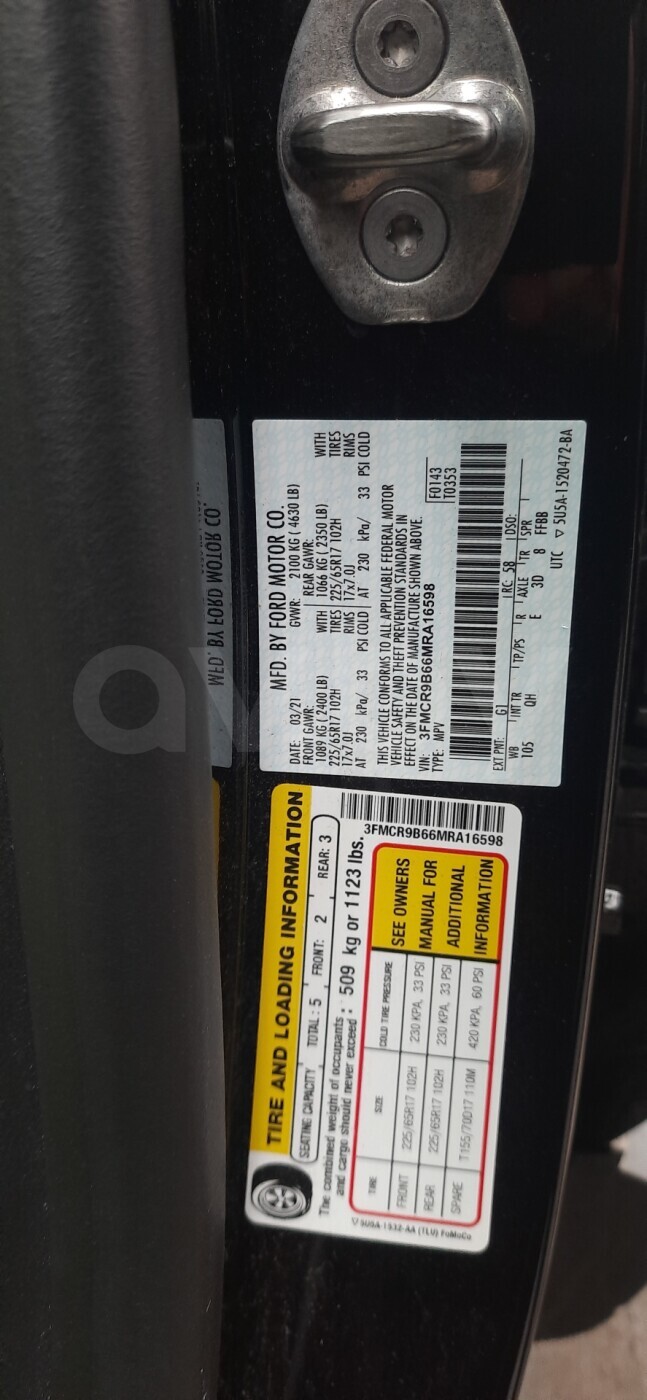 MFD. BY FORD MOTOR CO.
DATE: 03/21 GVWR: 2100 KG ( 4630 LB)
FRONT GAWR: REAR GAWR:
1089 KG ( 2400 LB) WITH 1066 KG ( 2350 LB) WITH
225/65R17 102H TIRES 225/65R17 102H TIRES
17x7.0J RIMS 17x7.0J RIMS
AT 230 kPa/ 33 PSI COLD AT 230 kPa/ 33 PSI COLD
THIS VEHICLE CONFORMS TO ALL APPLICABLE FEDERAL MOTOR
VEHICLE SAFETY AND THEFT PREVENTION STANDARDS IN
EFFECT ON THE DATE OF MANUFACTURE SHOWN ABOVE.
VIN: 3FMCR9B66MRA16598 F0143
TYPE: MPV T0353
EXT PNT: G1 RC: 58 DSO:
WB INT TR TP/PS R AXLE TR SPR
105 QH E 3D 8 FFBB
UTC ▽ 5U5A-1520472-BA
TIRE AND LOADING INFORMATION
SEATING CAPACITY TOTAL : 5 FRONT: 2 REAR: 3
The combined weight of occupants
and cargo should never exceed : 509 kg or 1123 lbs.
3FMCR9B66MRA16598
TIRE SIZE COLD TIRE PRESSURE SEE OWNERS
FRONT 225/65R17 102H 230 KPA, 33 PSI MANUAL FOR
REAR 225/65R17 102H 230 KPA, 33 PSI ADDITIONAL
SPARE T155/70D17 110M 420 KPA, 60 PSI INFORMATION
▽ 5U5A-1532-AA (TLU) FoMoCo